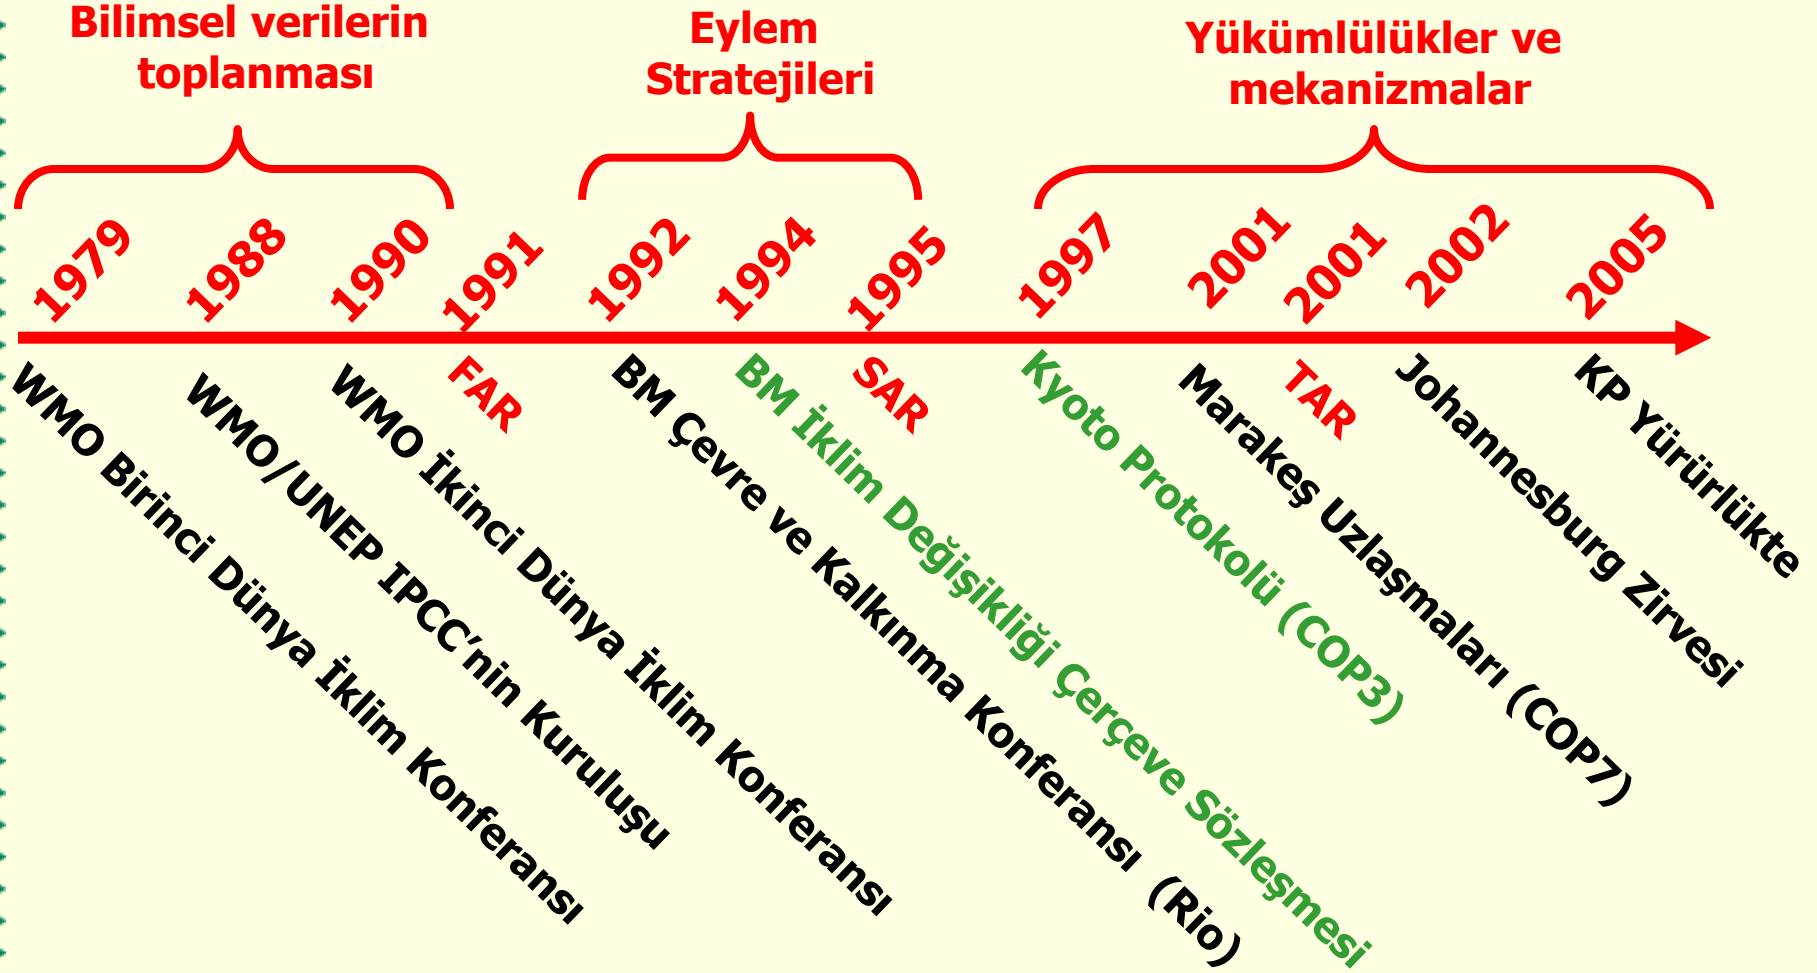 Bilimsel verilerin
toplanması
Eylem
Stratejileri
Yükümlülükler ve
mekanizmalar
1979
1988
1990
1991
1992
1994
1995
1997
2001
2001
2002
2005
WMO Birinci Dünya İklim Konferansı
WMO/UNEP IPCC’nin Kuruluşu
WMO İkinci Dünya İklim Konferansı
FAR
BM Çevre ve Kalkınma Konferansı (Rio)
BM İklim Değişikliği Çerçeve Sözleşmesi
SAR
Kyoto Protokolü (COP3)
Marakeş Uzlaşmaları (COP7)
TAR
Johannesburg Zirvesi
KP Yürürlükte